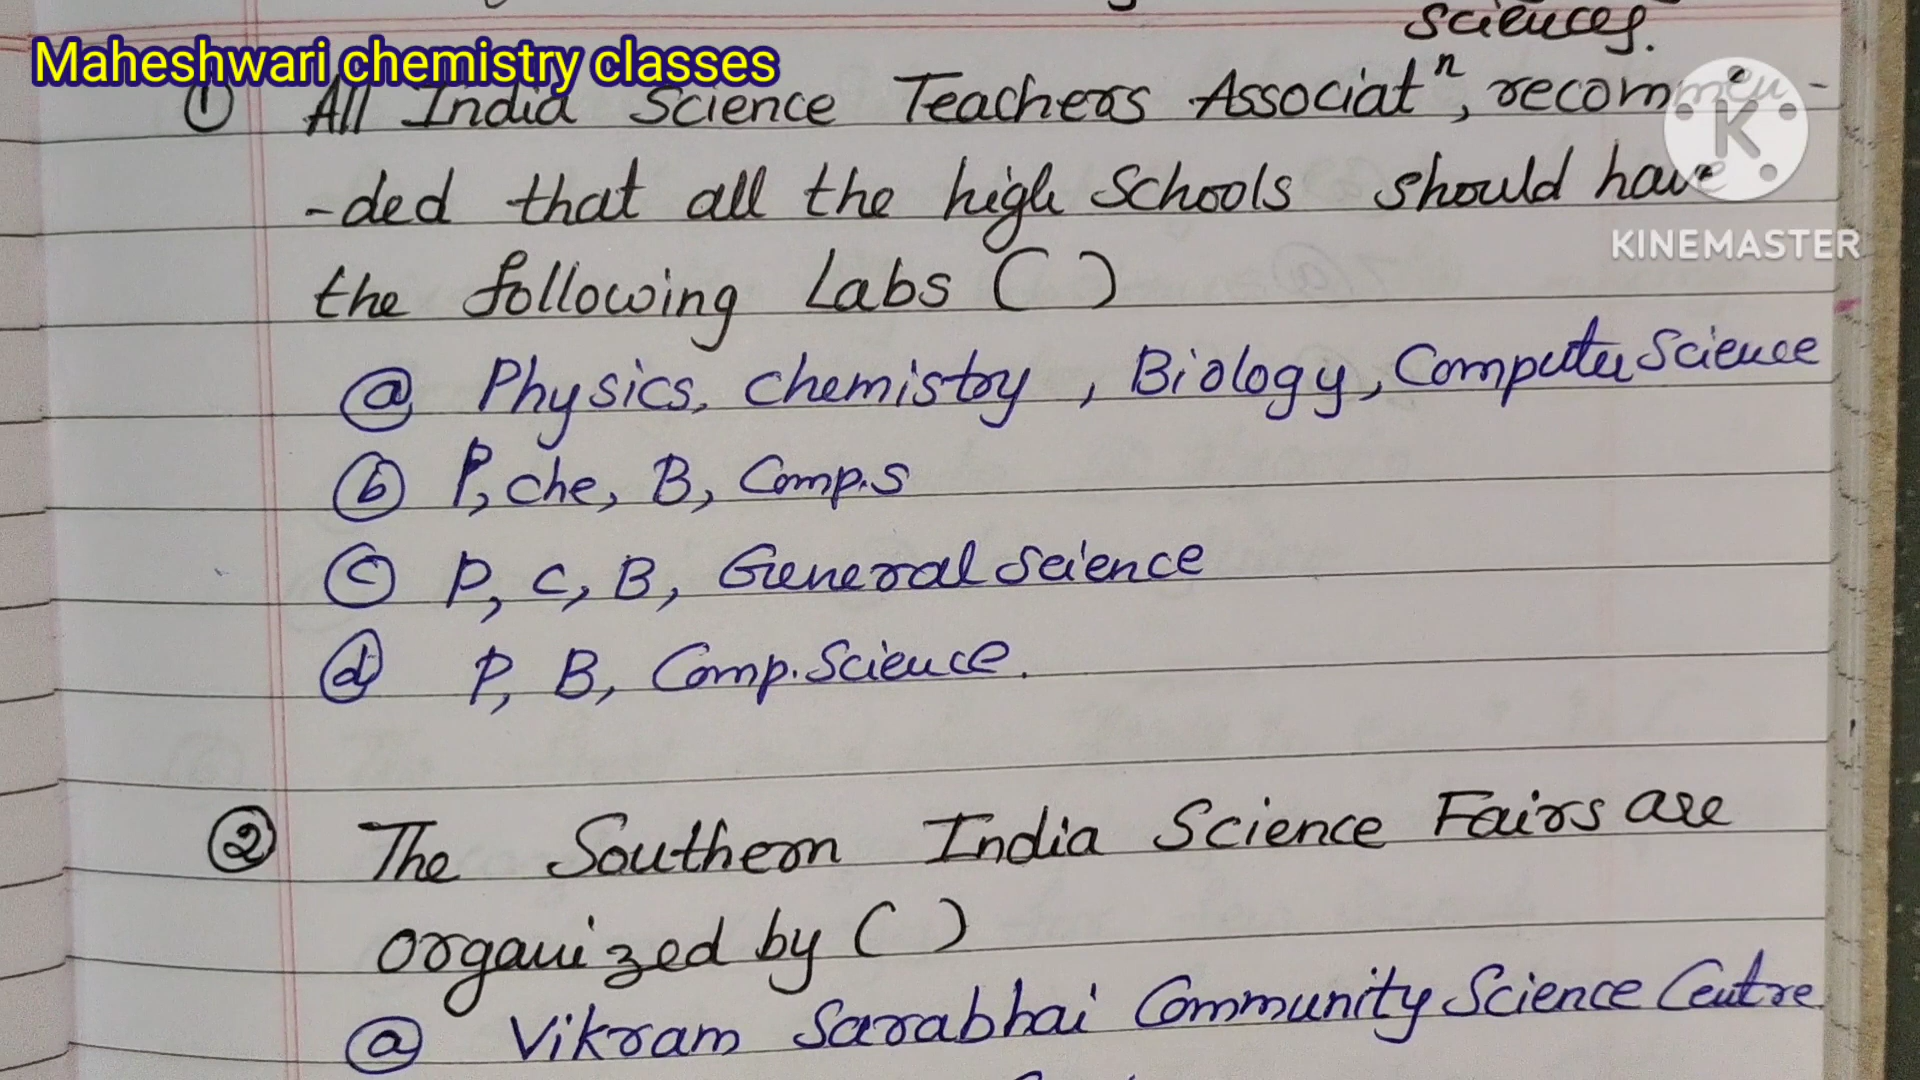 sciences.
Maheshwari chemistry classes
① All India Science Teachers Associatⁿ, recommen-
-ded that all the high Schools should have
K
KINEMASTER
the following Labs ( )
ⓐ Physics, chemistry, Biology, Computer Science
ⓑ P, che, B, Comp.S
ⓒ P, C, B, General Science
ⓓ P, B, Comp. Science.
② The Southern India Science Fairs are
organized by ( )
ⓐ Vikram Sarabhai Community Science Centre